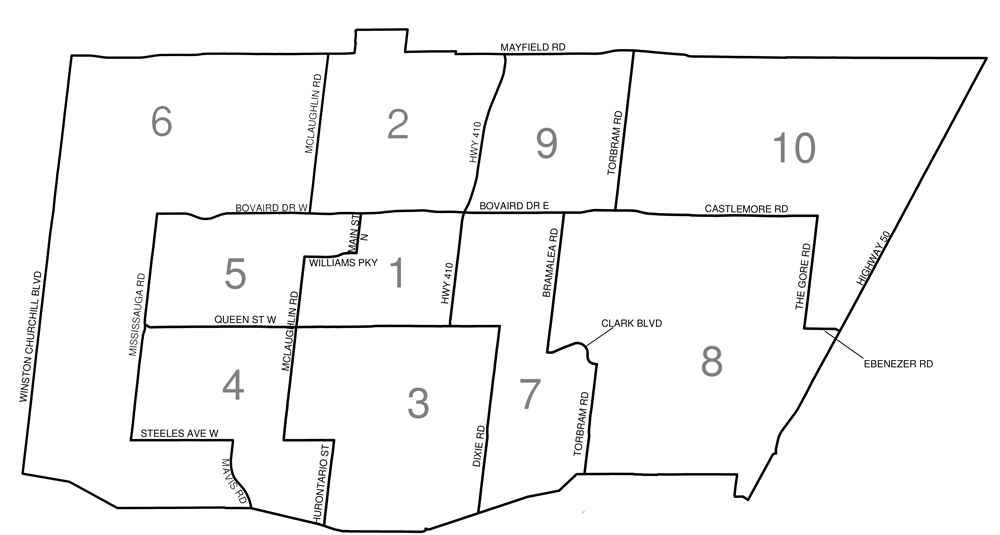 MAYFIELD RD
6
MCLAUGHLIN RD
2
HWY 410
9
TORBRAM RD
10
BOVAIRD DR W
BOVAIRD DR E
CASTLEMORE RD
MAIN ST
N
WILLIAMS PKY
5
1
HWY 410
BRAMALEA RD
THE GORE RD
HIGHWAY 50
WINSTON CHURCHILL BLVD
MISSISSAUGA RD
QUEEN ST W
MCLAUGHLIN RD
CLARK BLVD
EBENEZER RD
4
3
7
8
STEELES AVE W
MAVIS RD
HURONTARIO ST
DIXIE RD
TORBRAM RD